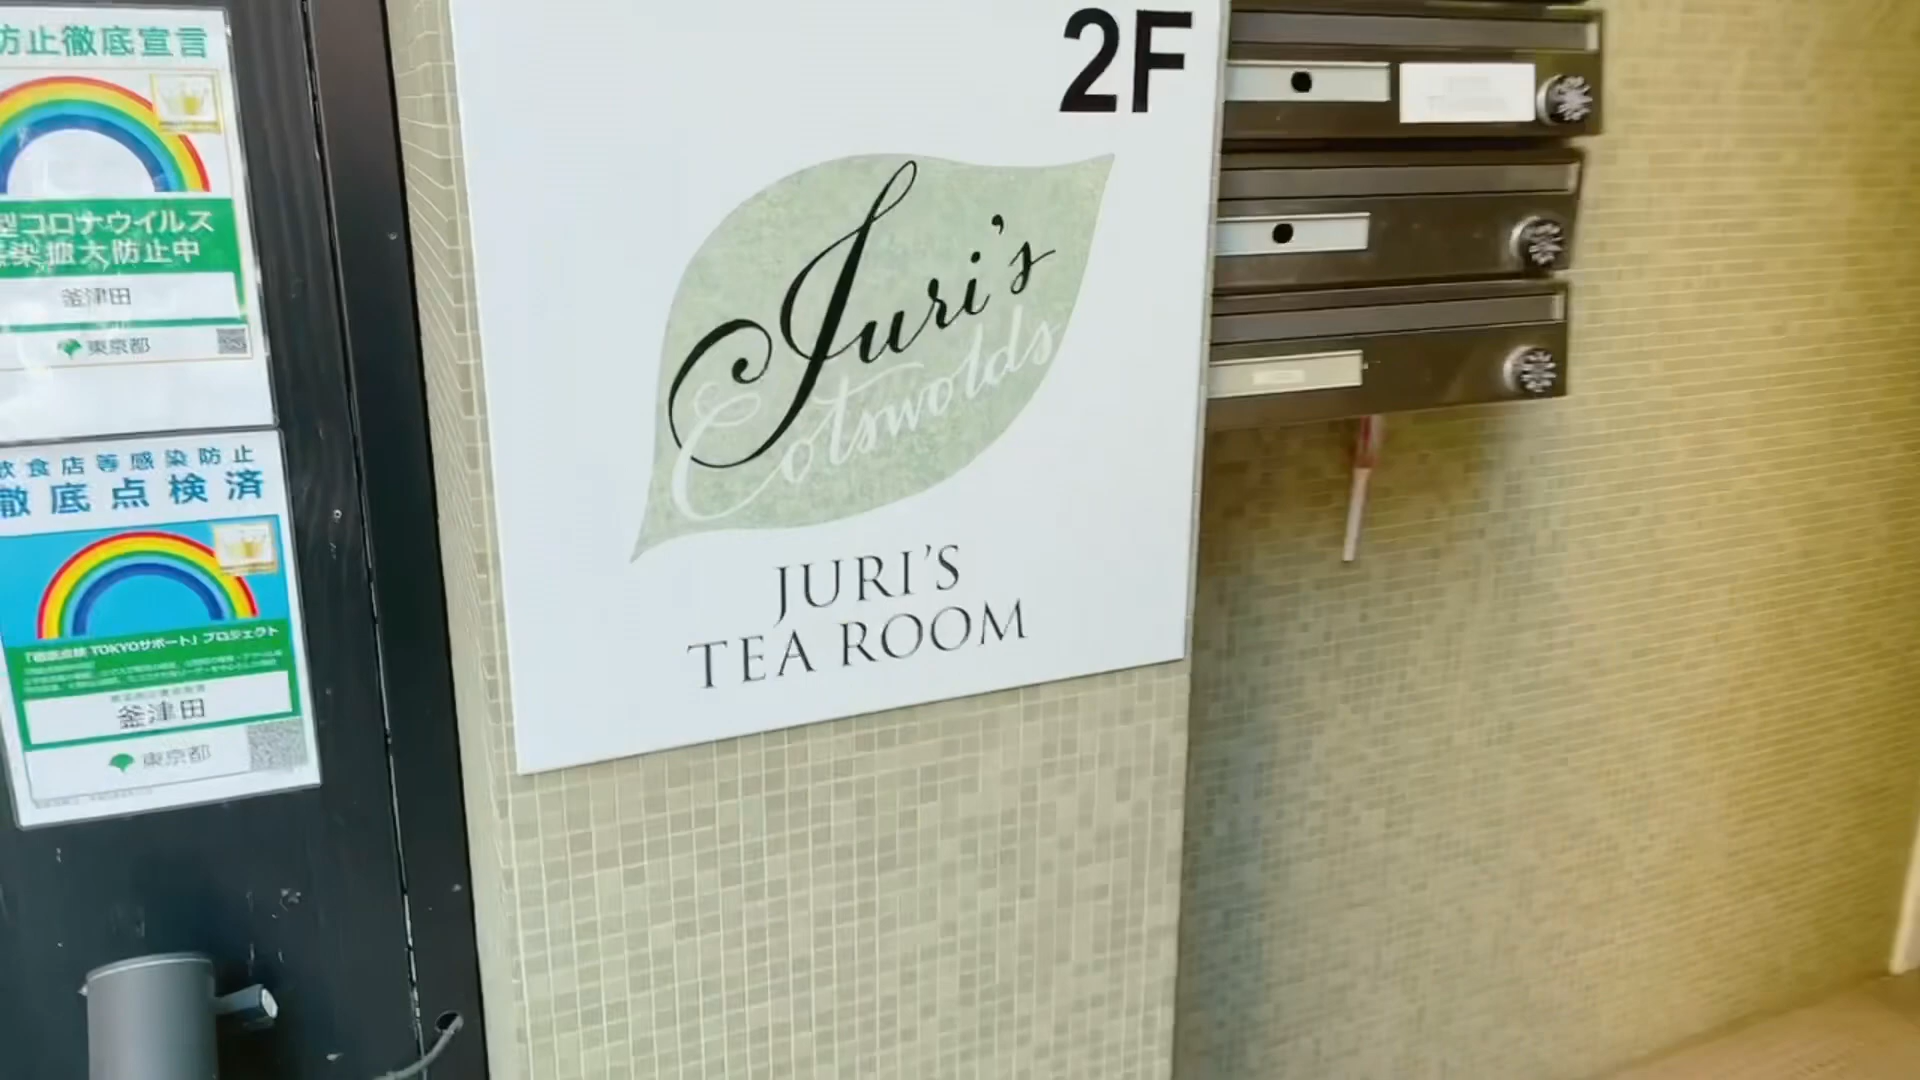 防止徹底宣言
型コロナウイルス
感染拡大防止中
釜津田
東京都
飲食店等感染防止
徹底点検済
「徹底点検 TOKYOサポート」プロジェクト
釜津田
東京都
2F
Juri's
Cotswolds
JURI'S
TEA ROOM